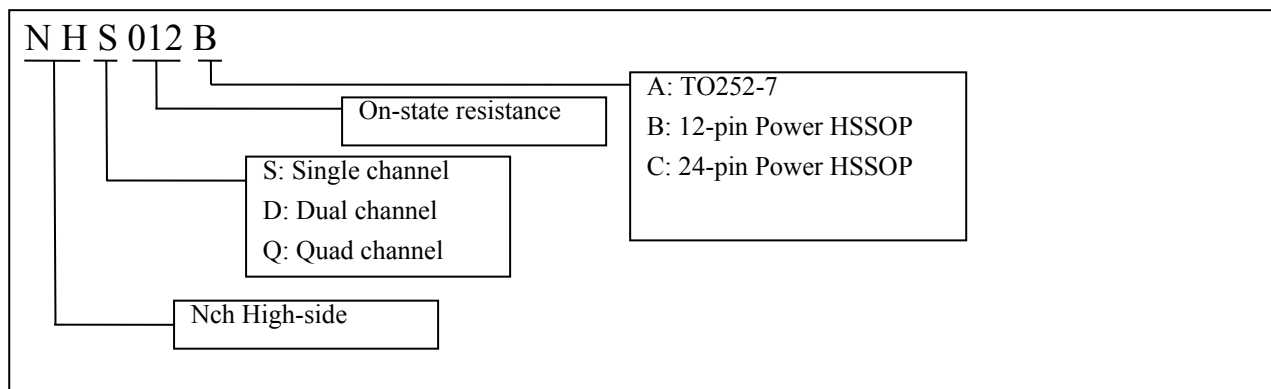 N H S 012 B
A: TO252-7
B: 12-pin Power HSSOP
C: 24-pin Power HSSOP
On-state resistance
S: Single channel
D: Dual channel
Q: Quad channel
Nch High-side